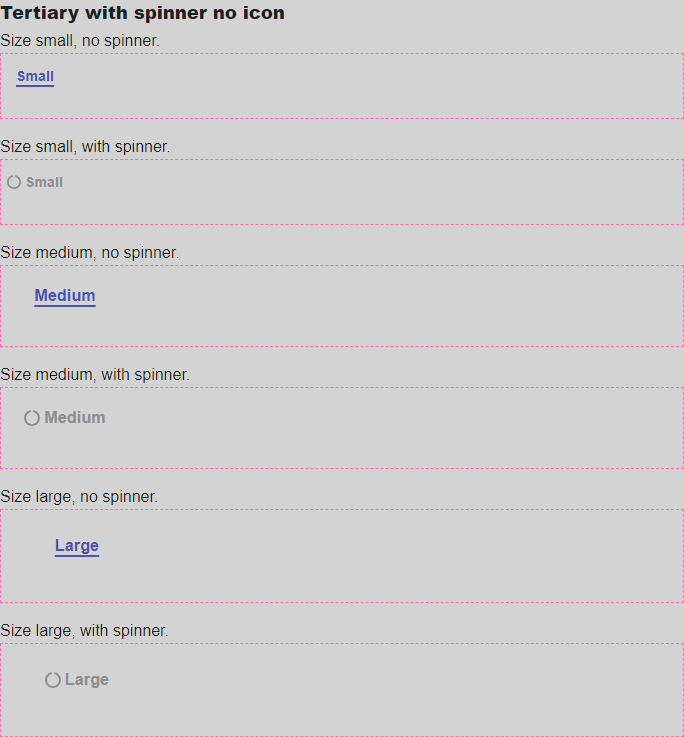 Tertiary with spinner no icon
Size small, no spinner.
Small
Size small, with spinner.
Small
Size medium, no spinner.
Medium
Size medium, with spinner.
Medium
Size large, no spinner.
Large
Size large, with spinner.
Large